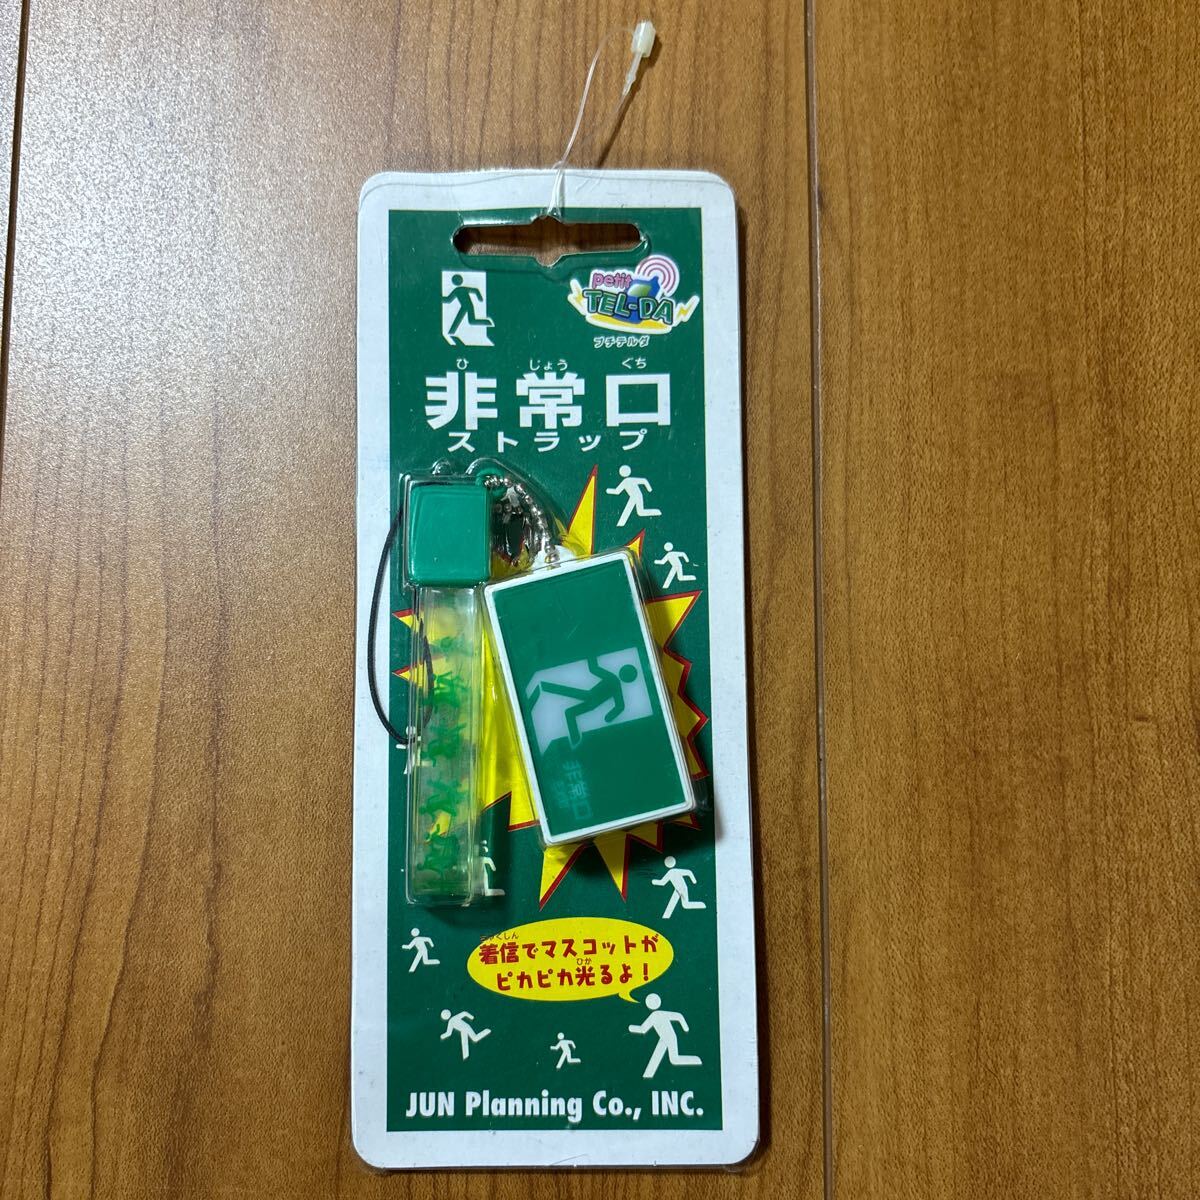 petit
TEL-DA
プチテルダ
ひ じょう ぐち
非常口
ストラップ
非常口
ちゃくしん
着信でマスコットが
ひか
ピカピカ光るよ!
JUN Planning Co., INC.